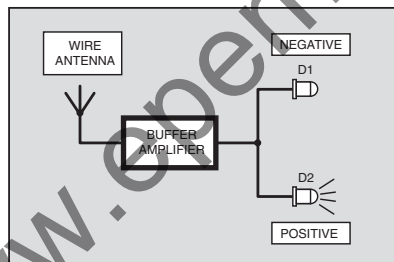 WIRE
ANTENNA
NEGATIVE
D1
BUFFER
AMPLIFIER
D2
POSITIVE